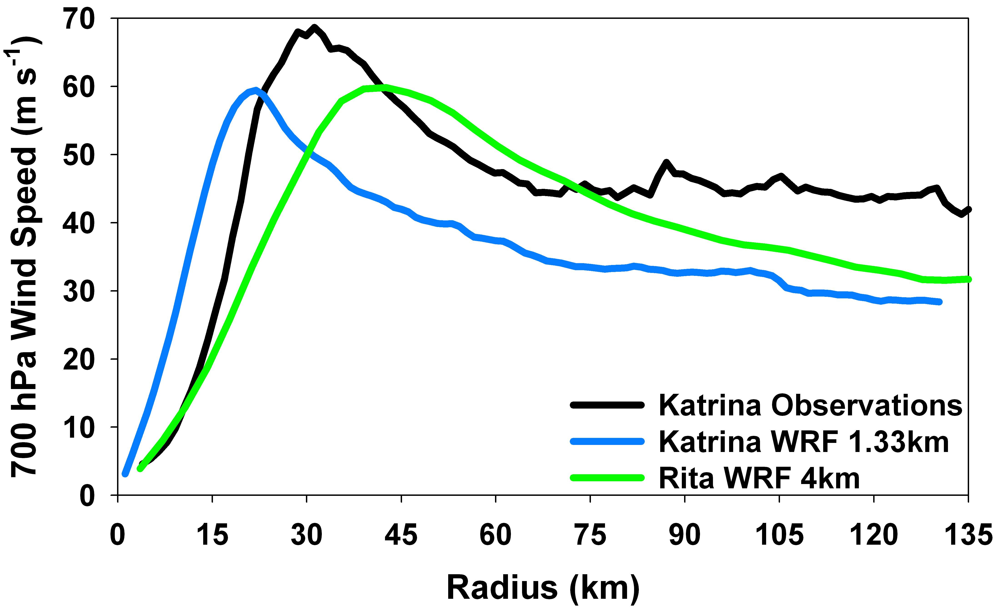 700 hPa Wind Speed (m s-1)
70
60
50
40
30
20
10
0
Katrina Observations
Katrina WRF 1.33km
Rita WRF 4km
0 15 30 45 60 75 90 105 120 135
Radius (km)